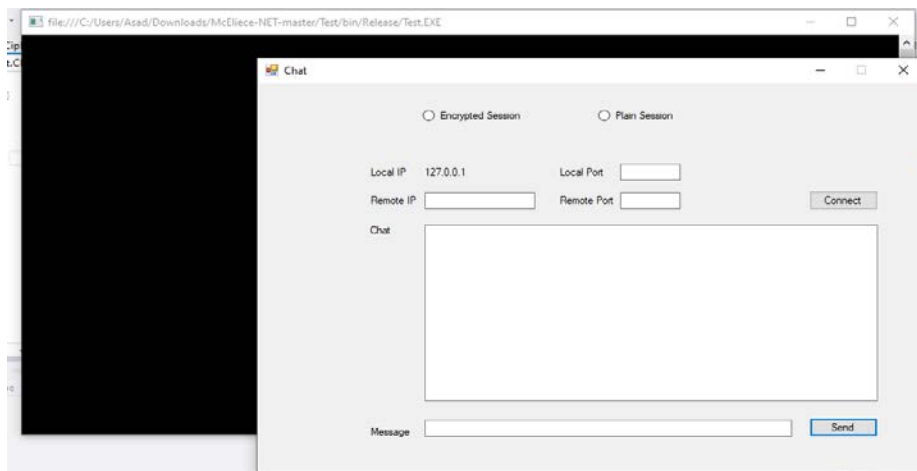 file:///C:/Users/Asad/Downloads/McEliece-NET-master/Test/bin/Release/Test.EXE
Chat
Encrypted Session Plain Session
Local IP 127.0.0.1 Local Port
Remote IP Remote Port Connect
Chat
Message Send